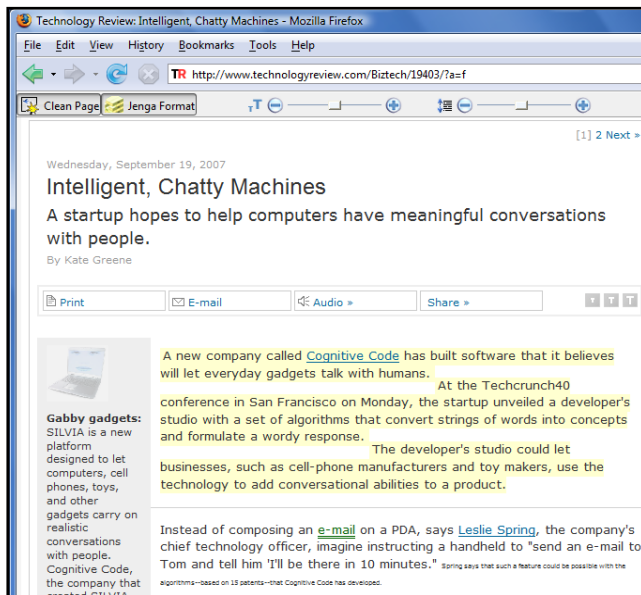 Technology Review: Intelligent, Chatty Machines - Mozilla Firefox
File Edit View History Bookmarks Tools Help
TR http://www.technologyreview.com/Biztech/19403/?a=f
Clean Page Jenga Format TT
[1] 2 Next »
Wednesday, September 19, 2007
Intelligent, Chatty Machines
A startup hopes to help computers have meaningful conversations
with people.
By Kate Greene
Print E-mail Audio » Share » T T T
A new company called Cognitive Code has built software that it believes
will let everyday gadgets talk with humans.
At the Techcrunch40
conference in San Francisco on Monday, the startup unveiled a developer's
studio with a set of algorithms that convert strings of words into concepts
and formulate a wordy response.
The developer's studio could let
businesses, such as cell-phone manufacturers and toy makers, use the
technology to add conversational abilities to a product.
Gabby gadgets:
SILVIA is a new
platform
designed to let
computers, cell
phones, toys,
and other
gadgets carry on
realistic
conversations
with people.
Cognitive Code,
the company that
created SILVIA
Instead of composing an e-mail on a PDA, says Leslie Spring, the company's
chief technology officer, imagine instructing a handheld to "send an e-mail to
Tom and tell him 'I'll be there in 10 minutes." Spring says that such a feature could be possible with the
algorithms--based on 15 patents--that Cognitive Code has developed.